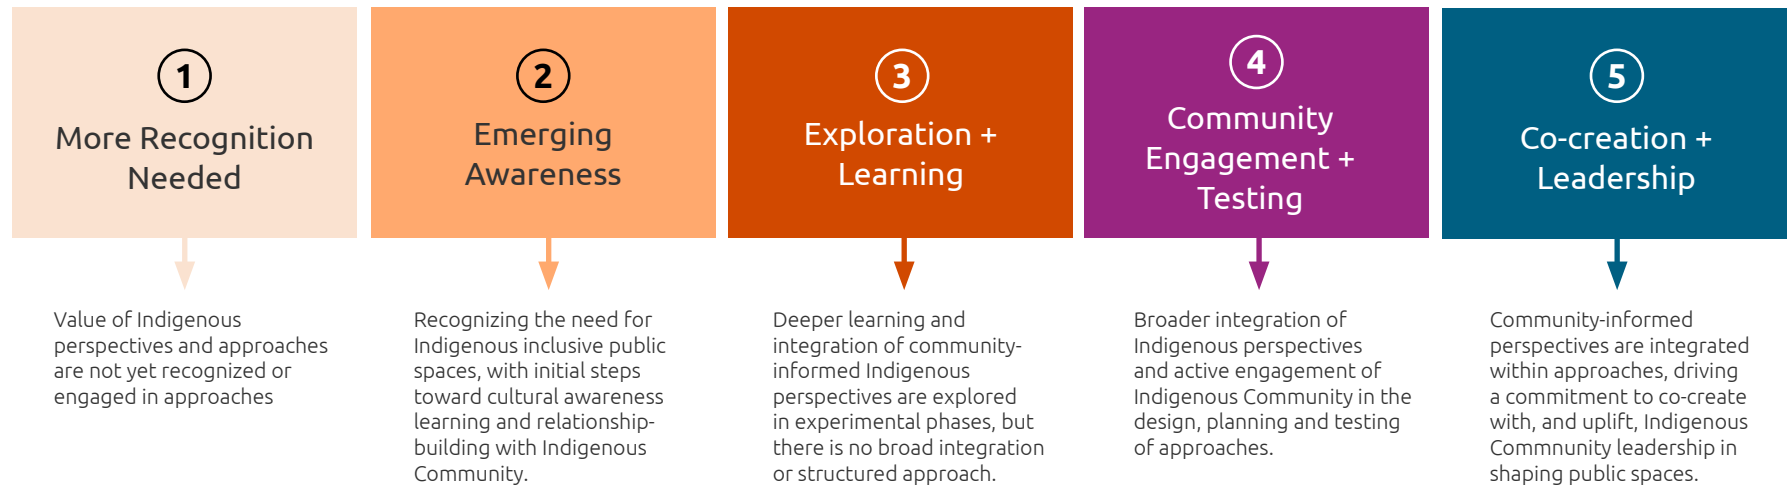 1
More Recognition
Needed
Value of Indigenous
perspectives and approaches
are not yet recognized or
engaged in approaches
2
Emerging
Awareness
Recognizing the need for
Indigenous inclusive public
spaces, with initial steps
toward cultural awareness
learning and relationship-
building with Indigenous
Community.
3
Exploration +
Learning
Deeper learning and
integration of community-
informed Indigenous
perspectives are explored
in experimental phases, but
there is no broad integration
or structured approach.
4
Community
Engagement +
Testing
Broader integration of
Indigenous perspectives
and active engagement of
Indigenous Community in the
design, planning and testing
of approaches.
5
Co-creation +
Leadership
Community-informed
perspectives are integrated
within approaches, driving
a commitment to co-create
with, and uplift, Indigenous
Commnunity leadership in
shaping public spaces.